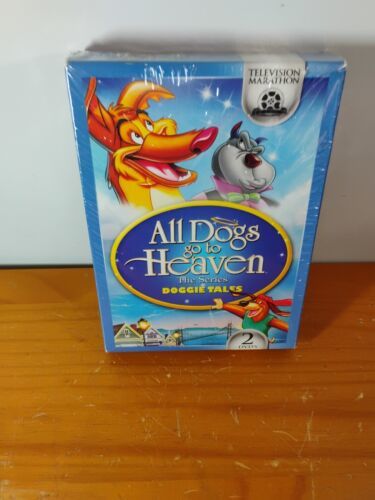 TELEVISION
MARATHON
All Dogs
go to
Heaven
The Series
DOGGIE TALES
2
DVDs